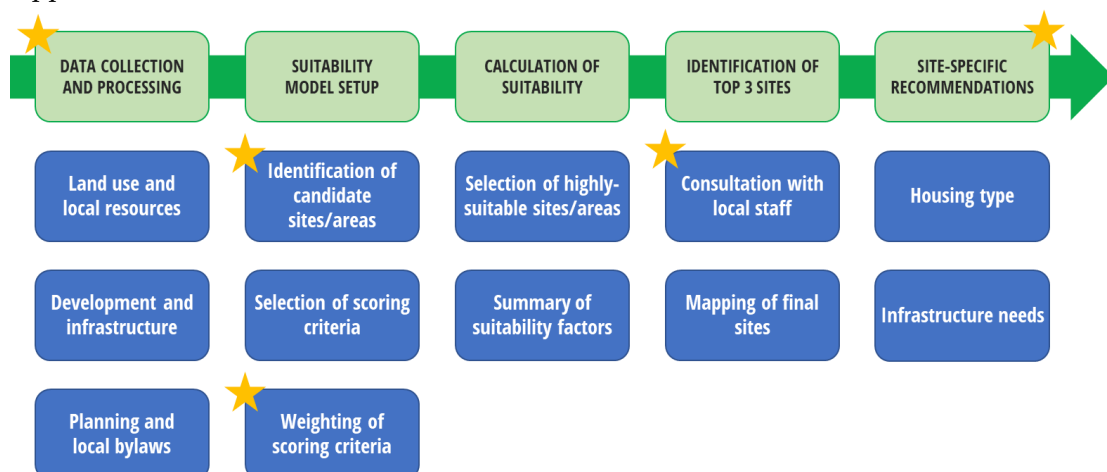 DATA COLLECTION
AND PROCESSING
SUITABILITY
MODEL SETUP
CALCULATION OF
SUITABILITY
IDENTIFICATION OF
TOP 3 SITES
SITE-SPECIFIC
RECOMMENDATIONS
Land use and
local resources
Identification of
candidate
sites/areas
Selection of highly-
suitable sites/areas
Consultation with
local staff
Housing type
Development and
infrastructure
Selection of scoring
criteria
Summary of
suitability factors
Mapping of final
sites
Infrastructure needs
Planning and
local bylaws
Weighting of
scoring criteria